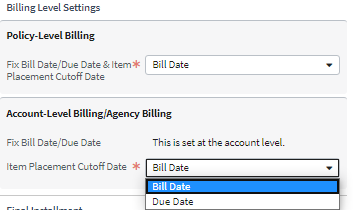 Billing Level Settings
Policy-Level Billing
Fix Bill Date/Due Date & Item * Bill Date
Placement Cutoff Date
Account-Level Billing/Agency Billing
Fix Bill Date/Due Date This is set at the account level.
Item Placement Cutoff Date * Bill Date
Bill Date
Due Date
Final Installment